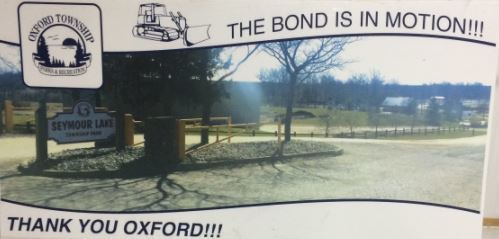 OXFORD TOWNSHIP
PARKS & RECREATION
THE BOND IS IN MOTION!!!
SEYMOUR LAKE
TOWNSHIP PARK
THANK YOU OXFORD!!!